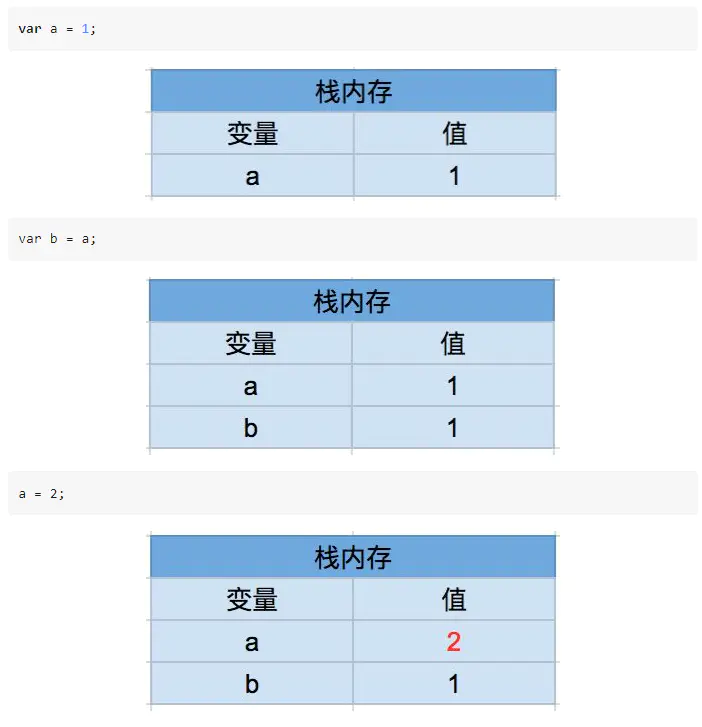 var a = 1;
栈内存
变量 值
a 1
var b = a;
栈内存
变量 值
a 1
b 1
a = 2;
栈内存
变量 值
a 2
b 1